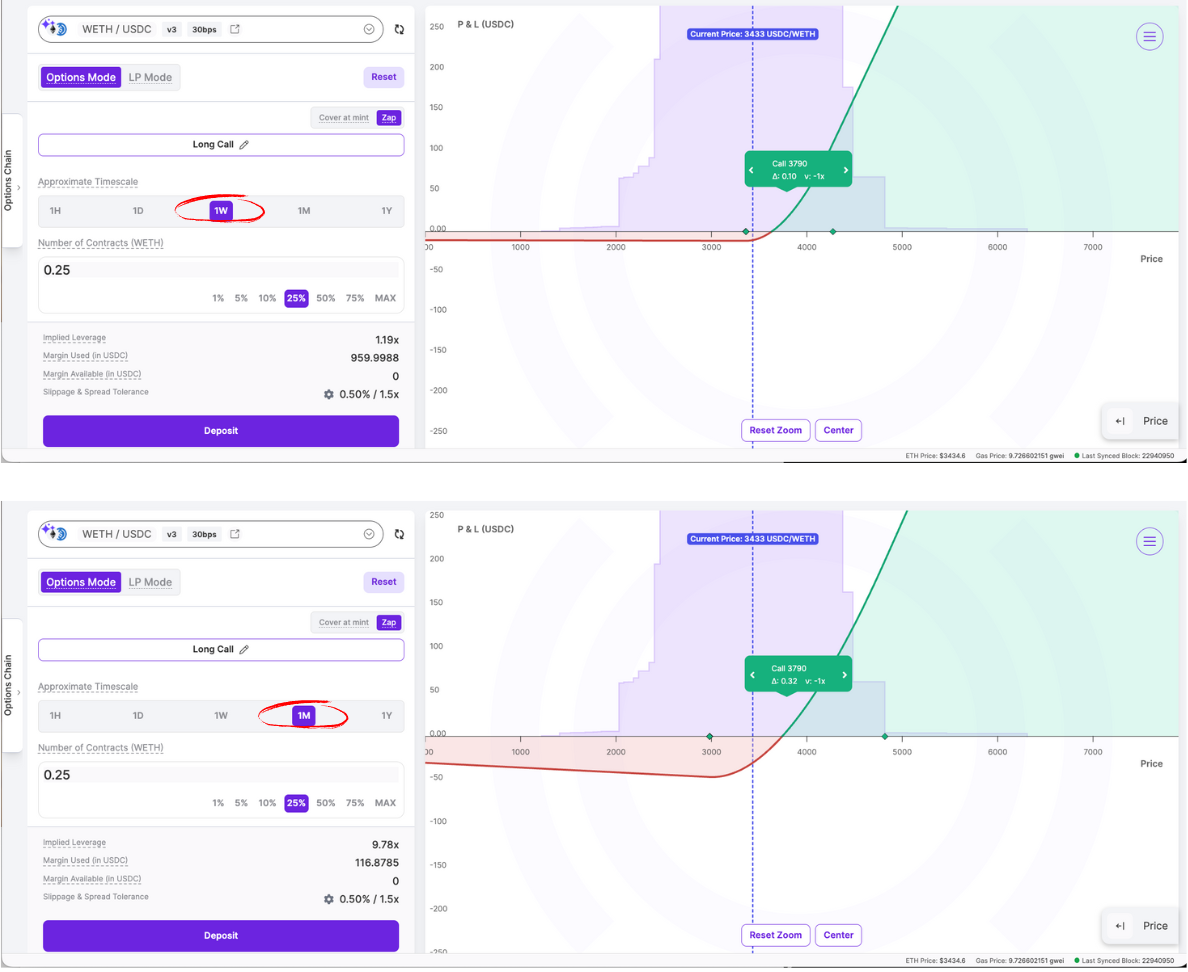 WETH / USDC v3 30bps
Options Mode LP Mode Reset
Cover at mint Zap
Long Call
Options Chain
Approximate Timescale
1H 1D 1W 1M 1Y
Number of Contracts (WETH)
0.25
1% 5% 10% 25% 50% 75% MAX
Implied Leverage 1.19x
Margin Used (in USDC) 959.9988
Margin Available (in USDC) 0
Slippage & Spread Tolerance 0.50% / 1.5x
Deposit
P & L (USDC)
Current Price: 3433 USDC/WETH
250
200
150
100
50
0.00
-50
-100
-150
-200
-250
Call 3790
Δ: 0.10 v: -1x
00 1000 2000 3000 4000 5000 6000 7000
Price
Reset Zoom Center
Price
ETH Price: $3434.6 Gas Price: 9.726602151 gwei Last Synced Block: 22940950
WETH / USDC v3 30bps
Options Mode LP Mode Reset
Cover at mint Zap
Long Call
Options Chain
Approximate Timescale
1H 1D 1W 1M 1Y
Number of Contracts (WETH)
0.25
1% 5% 10% 25% 50% 75% MAX
Implied Leverage 9.78x
Margin Used (in USDC) 116.8785
Margin Available (in USDC) 0
Slippage & Spread Tolerance 0.50% / 1.5x
Deposit
P & L (USDC)
Current Price: 3433 USDC/WETH
250
200
150
100
50
0.00
-50
-100
-150
-200
-250
Call 3790
Δ: 0.32 v: -1x
00 1000 2000 3000 4000 5000 6000 7000
Price
Reset Zoom Center
Price
ETH Price: $3434.6 Gas Price: 9.726602151 gwei Last Synced Block: 22940950